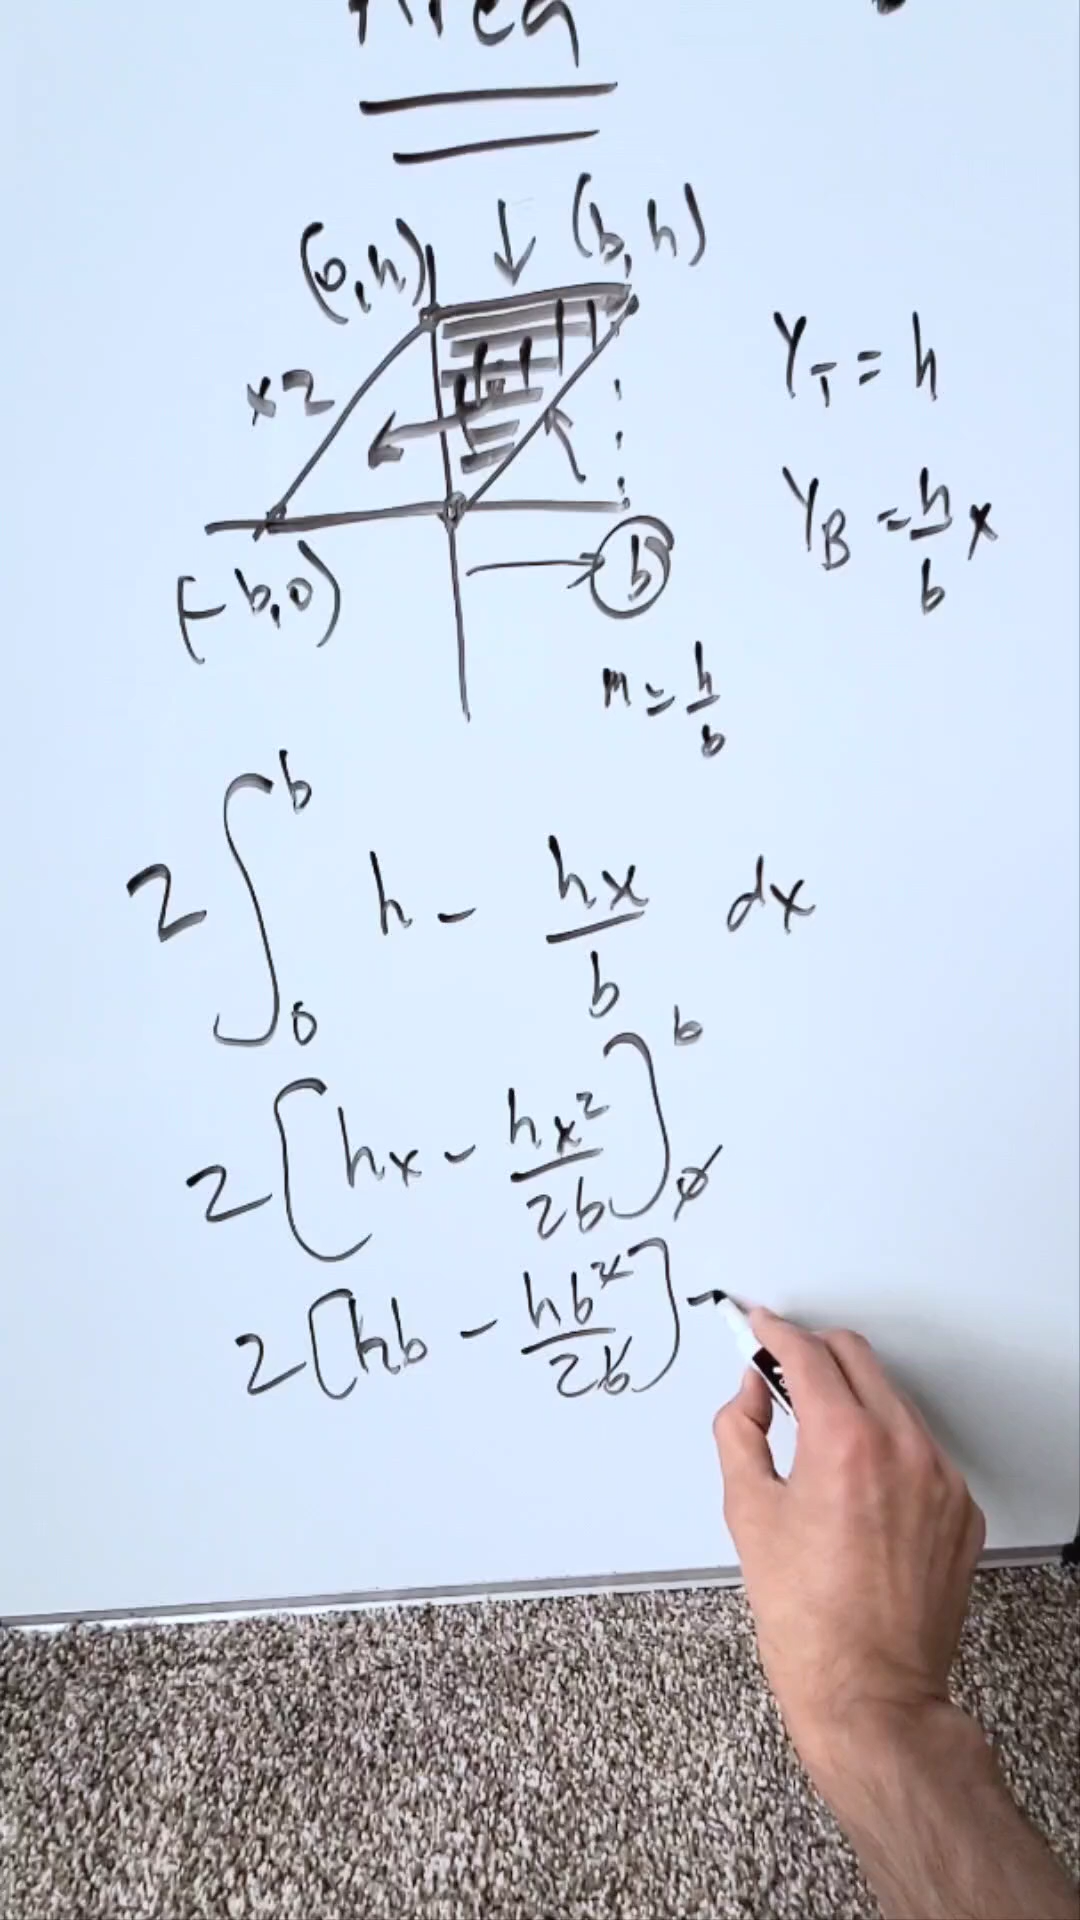 Area
(0,h) (b,h)
x2
Y_T = h
Y_B = h/b x
(-b,0)
b
m = h/b
2 ∫_0^b h - hx/b dx
2 [hx - hx²/2b]_0^b
2 [hb - hb²/2b] -